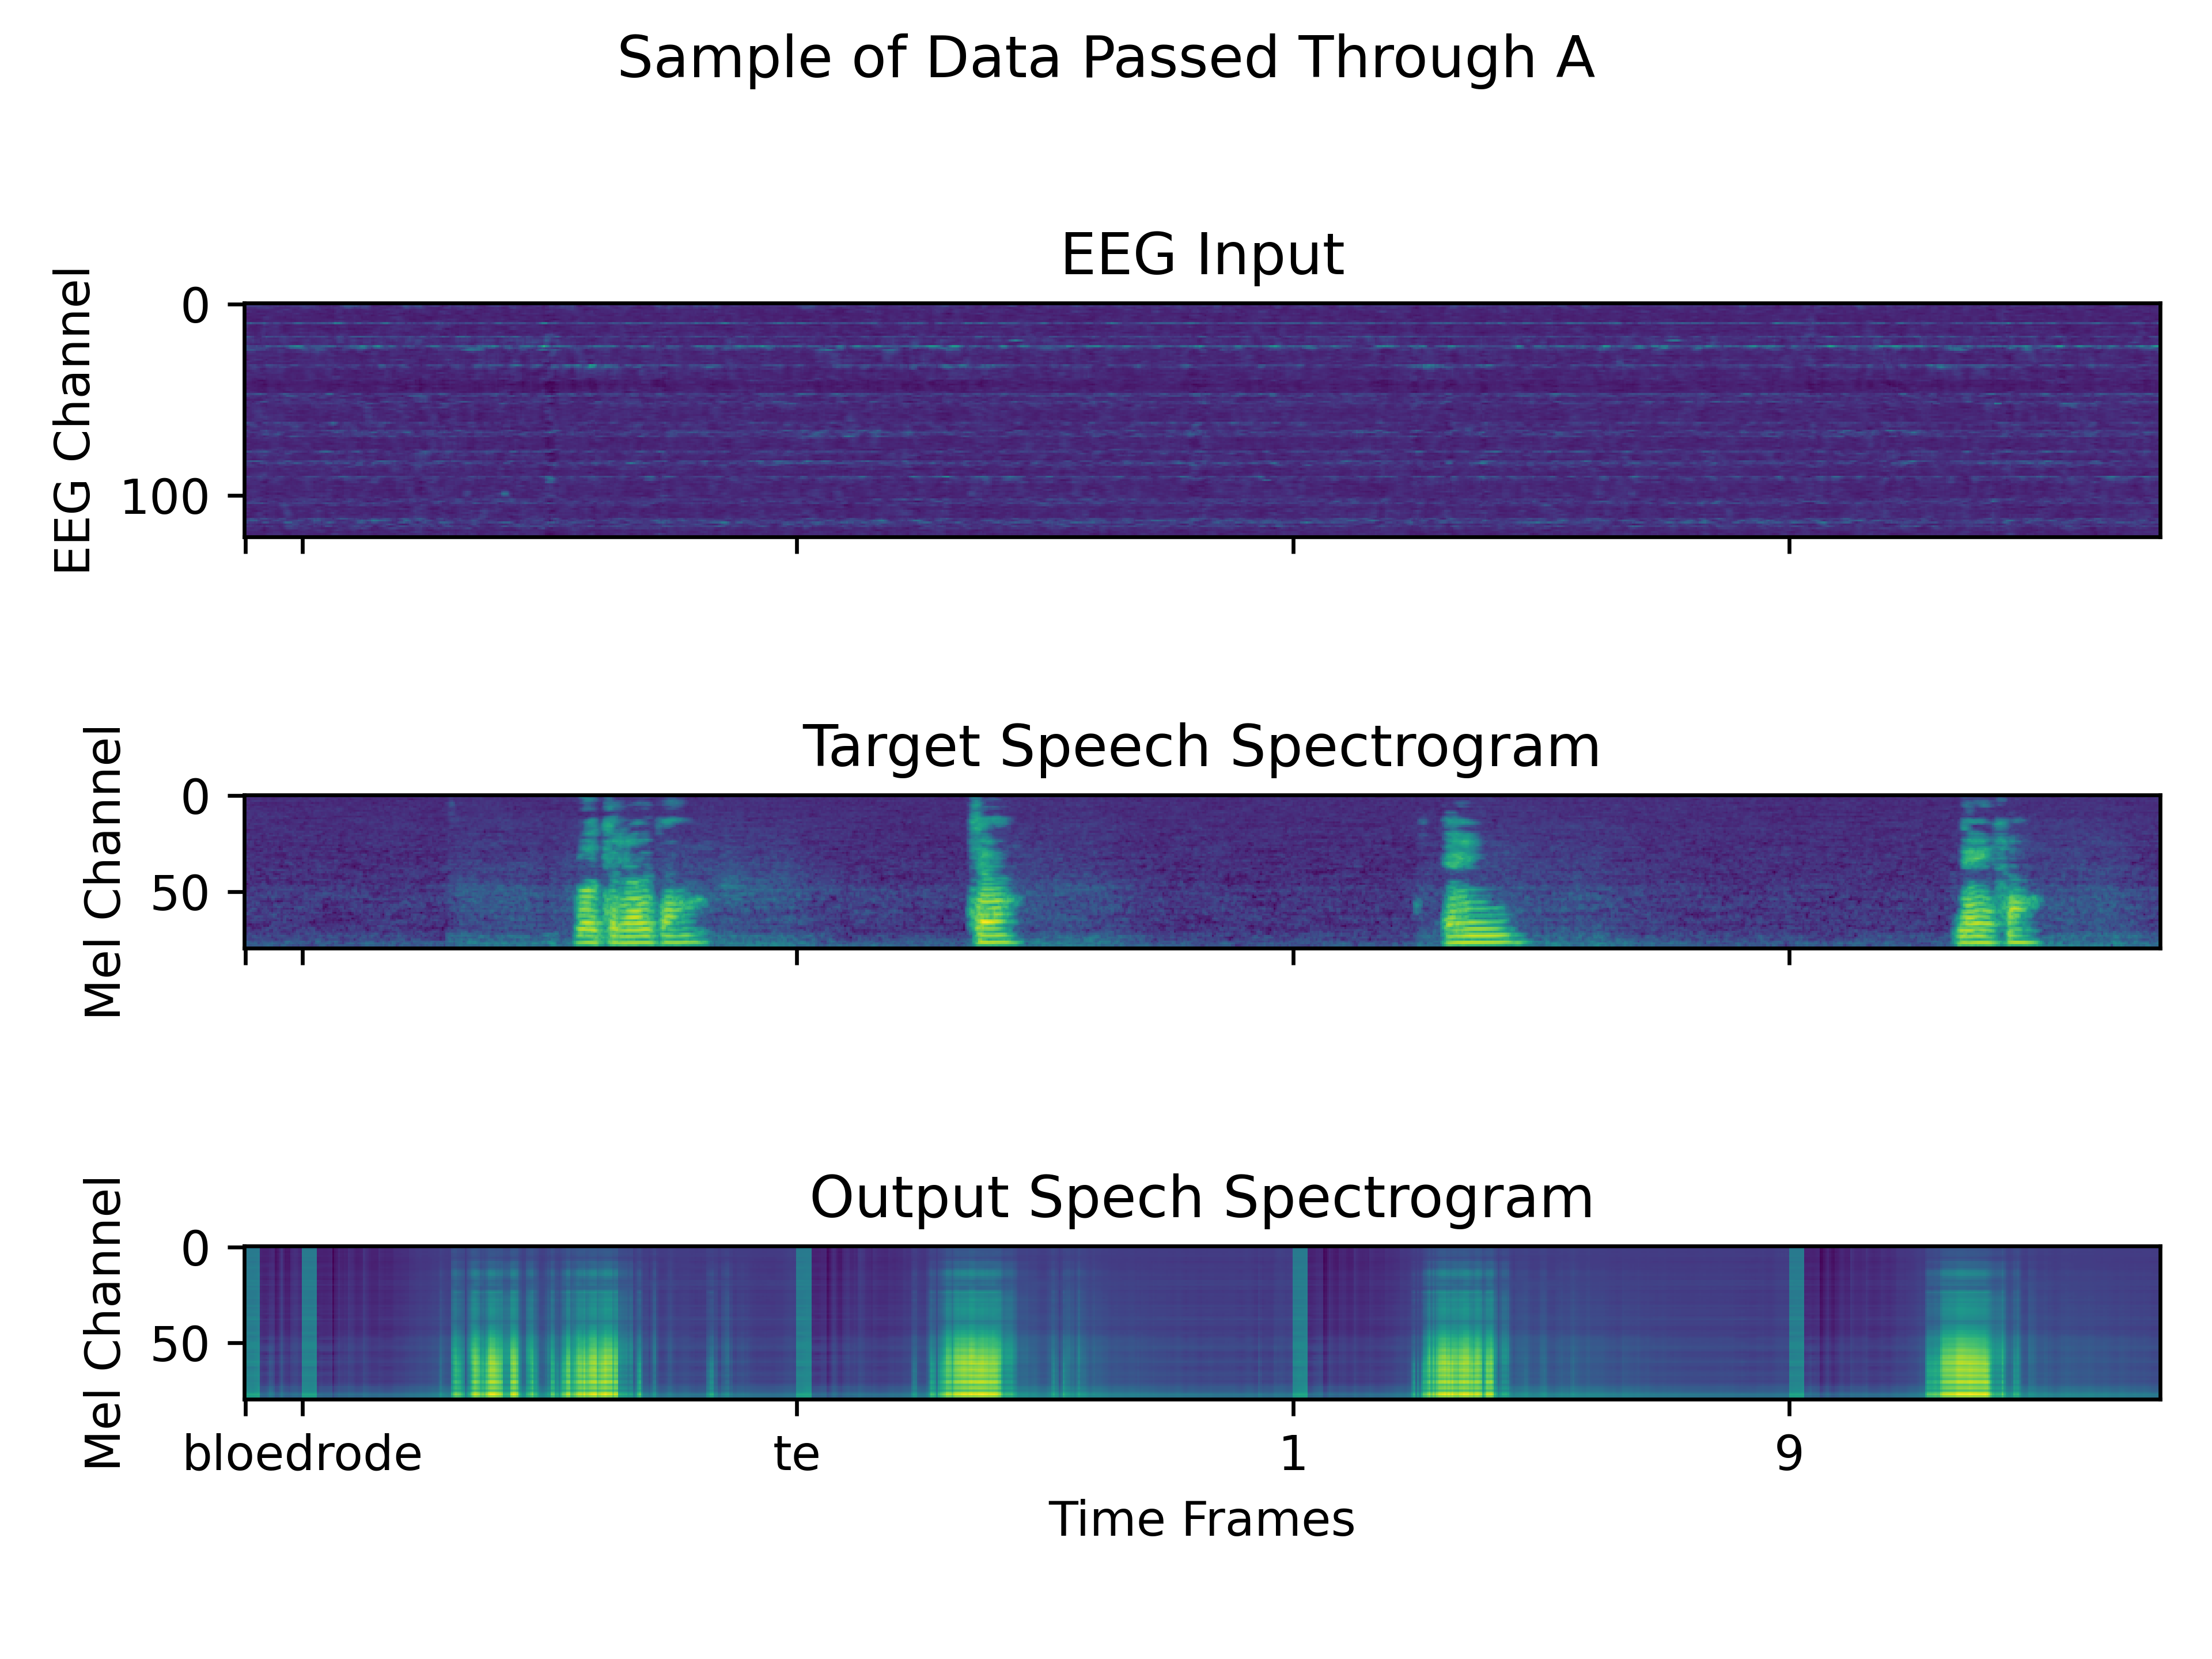 Sample of Data Passed Through A
EEG Input
EEG Channel
0
100
Target Speech Spectrogram
Mel Channel
0
50
Output Spech Spectrogram
Mel Channel
0
50
bloedrode te 1 9
Time Frames